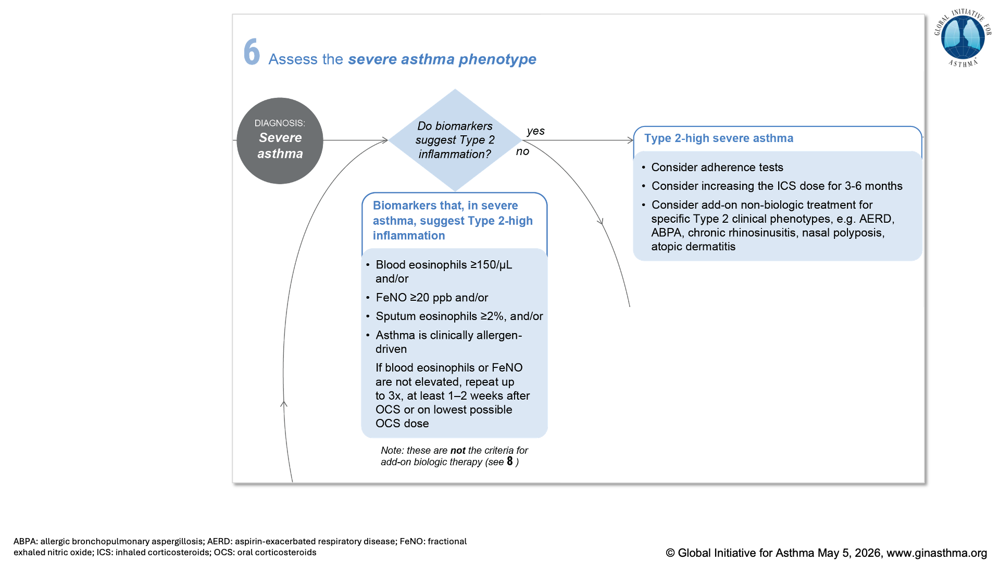 GLOBAL INITIATIVE FOR
ASTHMA
6 Assess the severe asthma phenotype
DIAGNOSIS:
Severe
asthma
Do biomarkers
suggest Type 2
inflammation?
yes
no
Type 2-high severe asthma
• Consider adherence tests
• Consider increasing the ICS dose for 3-6 months
• Consider add-on non-biologic treatment for
specific Type 2 clinical phenotypes, e.g. AERD,
ABPA, chronic rhinosinusitis, nasal polyposis,
atopic dermatitis
Biomarkers that, in severe
asthma, suggest Type 2-high
inflammation
• Blood eosinophils ≥150/μL
and/or
• FeNO ≥20 ppb and/or
• Sputum eosinophils ≥2%, and/or
• Asthma is clinically allergen-
driven
If blood eosinophils or FeNO
are not elevated, repeat up
to 3x, at least 1–2 weeks after
OCS or on lowest possible
OCS dose
Note: these are not the criteria for
add-on biologic therapy (see 8 )
ABPA: allergic bronchopulmonary aspergillosis; AERD: aspirin-exacerbated respiratory disease; FeNO: fractional
exhaled nitric oxide; ICS: inhaled corticosteroids; OCS: oral corticosteroids
© Global Initiative for Asthma May 5, 2026, www.ginasthma.org